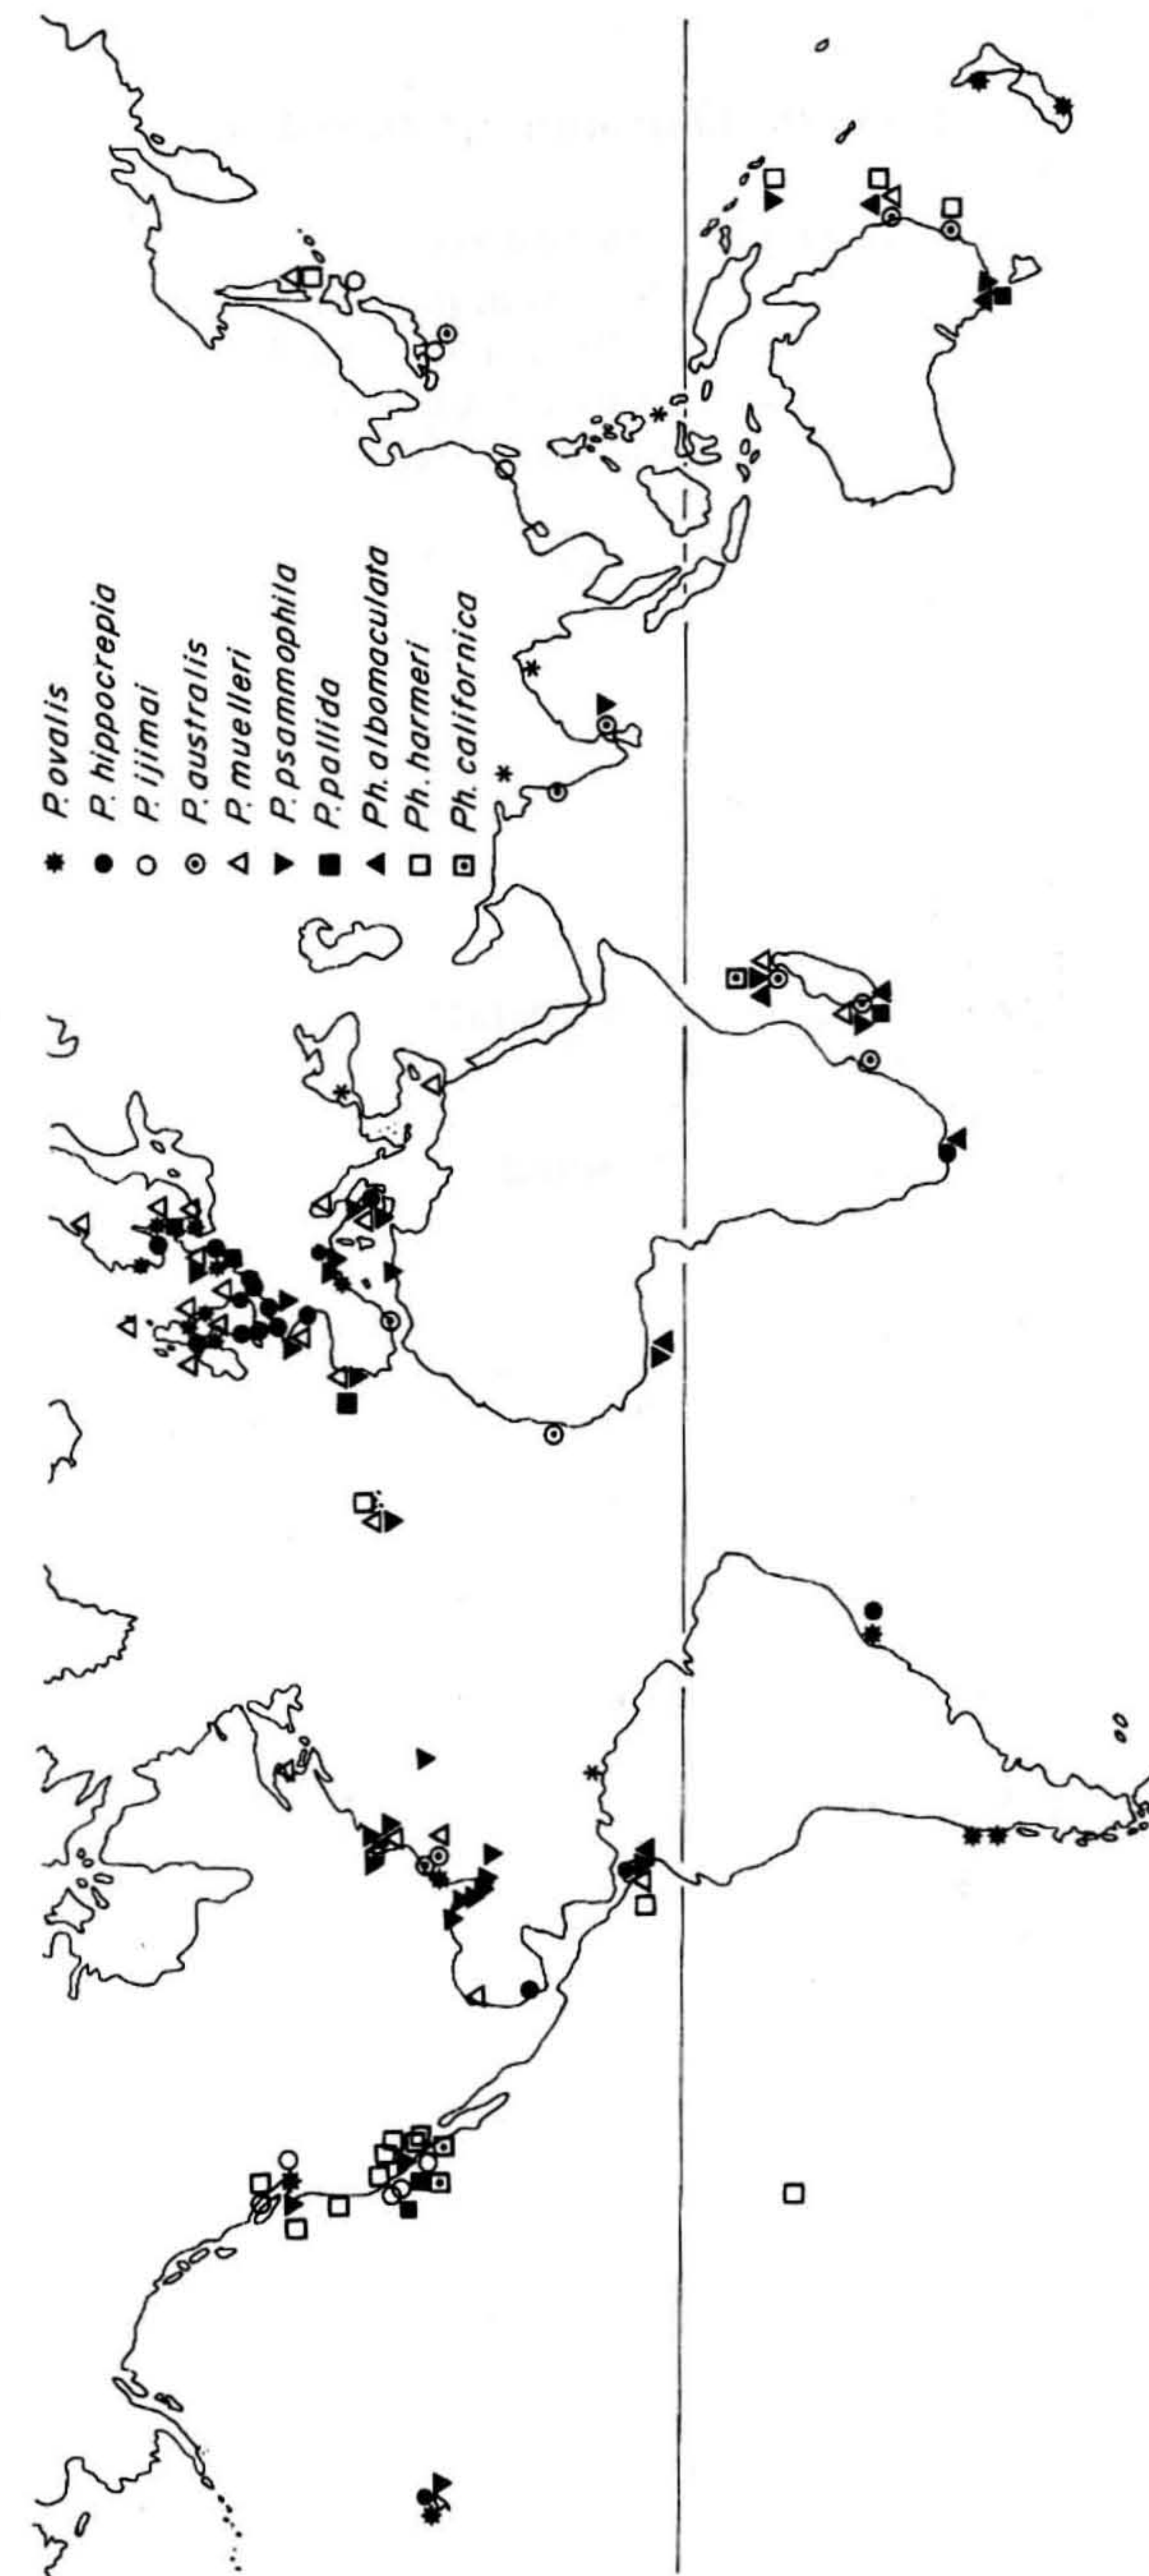 P. ovalis
P. hippocrepia
P. ijimai
P. australis
P. muelleri
P. psammophila
P. pallida
Ph. albomaculata
Ph. harmeri
Ph. californica